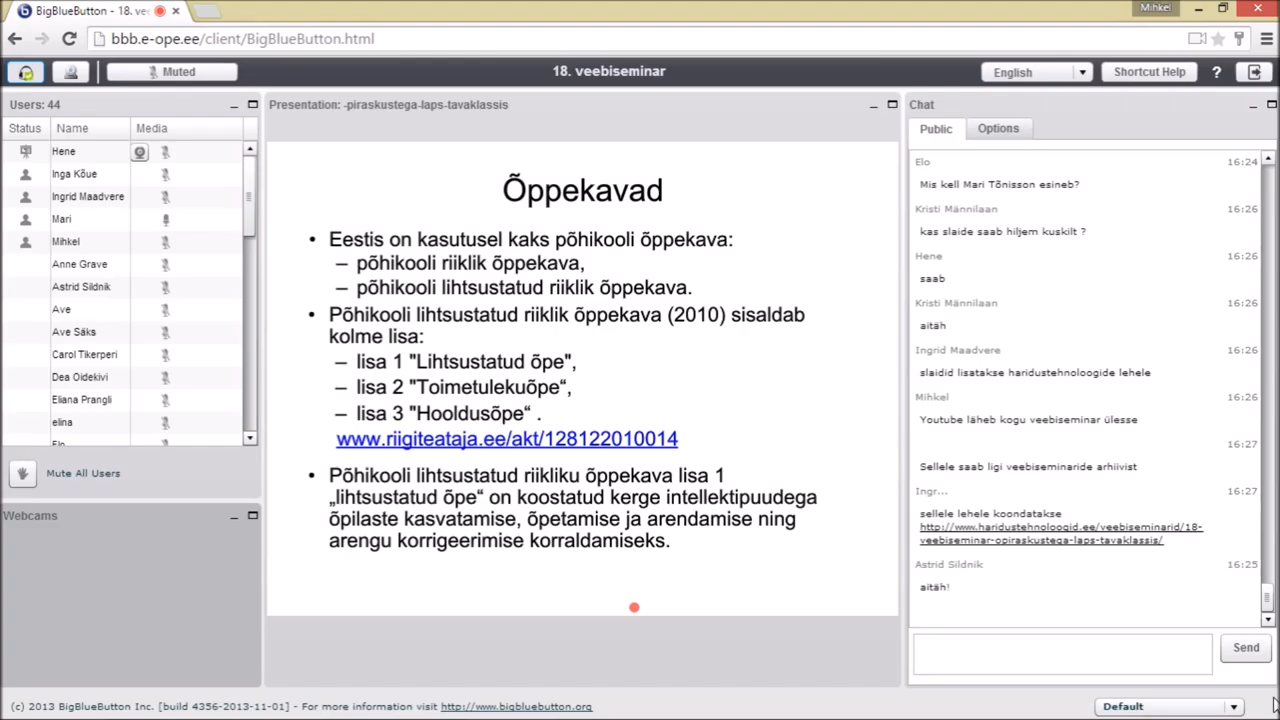 BigBlueButton - 18. vee
Mihkel
bbb.e-ope.ee/client/BigBlueButton.html
Muted
18. veebiseminar
English
Shortcut Help
?
Users: 44
Status Name Media
Hene
Inga Kõue
Ingrid Maadvere
Mari
Mihkel
Anne Grave
Astrid Sildnik
Ave
Ave Säks
Carol Tikerperi
Dea Oidekivi
Eliana Prangli
elina
Elo
Mute All Users
Webcams
Presentation: -piraskustega-laps-tavaklassis
Õppekavad
• Eestis on kasutusel kaks põhikooli õppekava:
– põhikooli riiklik õppekava,
– põhikooli lihtsustatud riiklik õppekava.
• Põhikooli lihtsustatud riiklik õppekava (2010) sisaldab
kolme lisa:
– lisa 1 "Lihtsustatud õpe",
– lisa 2 "Toimetulekuõpe“,
– lisa 3 "Hooldusõpe“ .
www.riigiteataja.ee/akt/128122010014
• Põhikooli lihtsustatud riikliku õppekava lisa 1
„lihtsustatud õpe“ on koostatud kerge intellektipuudega
õpilaste kasvatamise, õpetamise ja arendamise ning
arengu korrigeerimise korraldamiseks.
Chat
Public Options
Elo 16:24
Mis kell Mari Tõnisson esineb?
Kristi Männilaan 16:26
kas slaide saab hiljem kuskilt ?
Hene 16:26
saab
Kristi Männilaan 16:26
aitäh
Ingrid Maadvere 16:26
slaidid lisatakse haridustehnoloogide lehele
Mihkel 16:26
Youtube läheb kogu veebiseminar ülesse
16:27
Sellele saab ligi veebiseminaride arhiivist
Ingr... 16:27
sellele lehele koondatakse
http://www.haridustehnoloogid.ee/veebiseminarid/18-
veebiseminar-opiraskustega-laps-tavaklassis/
Astrid Sildnik 16:25
aitäh!
Send
(c) 2013 BigBlueButton Inc. [build 4356-2013-11-01] - For more information visit http://www.bigbluebutton.org
Default